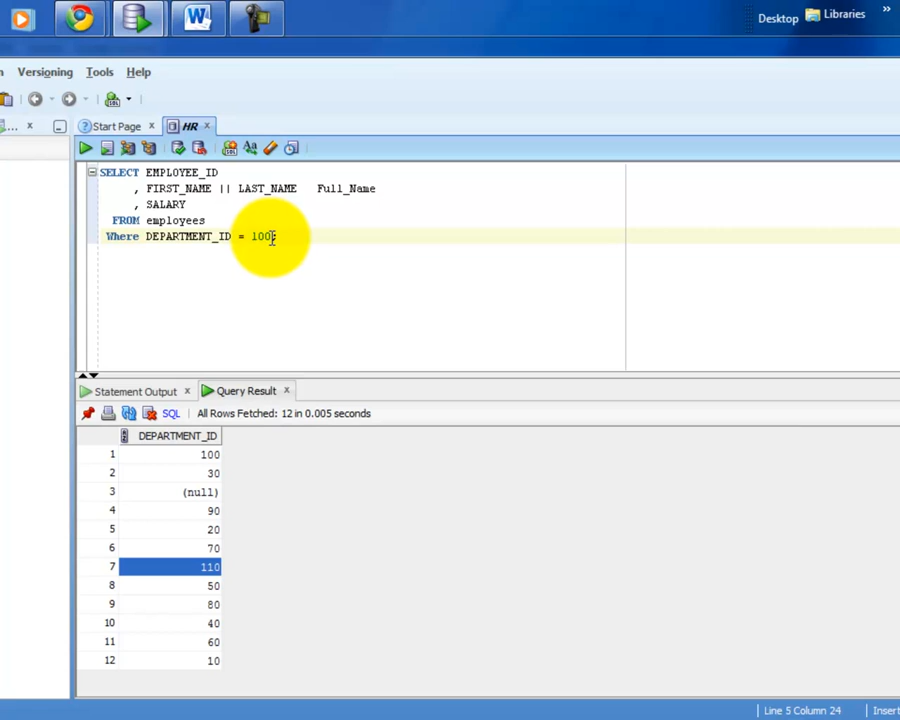 Desktop
Libraries
»
Versioning Tools Help
... x
Start Page x HR x
SELECT EMPLOYEE_ID
, FIRST_NAME || LAST_NAME Full_Name
, SALARY
FROM employees
Where DEPARTMENT_ID = 100
Statement Output x Query Result x
SQL All Rows Fetched: 12 in 0.005 seconds
DEPARTMENT_ID
1 100
2 30
3 (null)
4 90
5 20
6 70
7 110
8 50
9 80
10 40
11 60
12 10
Line 5 Column 24 Insert